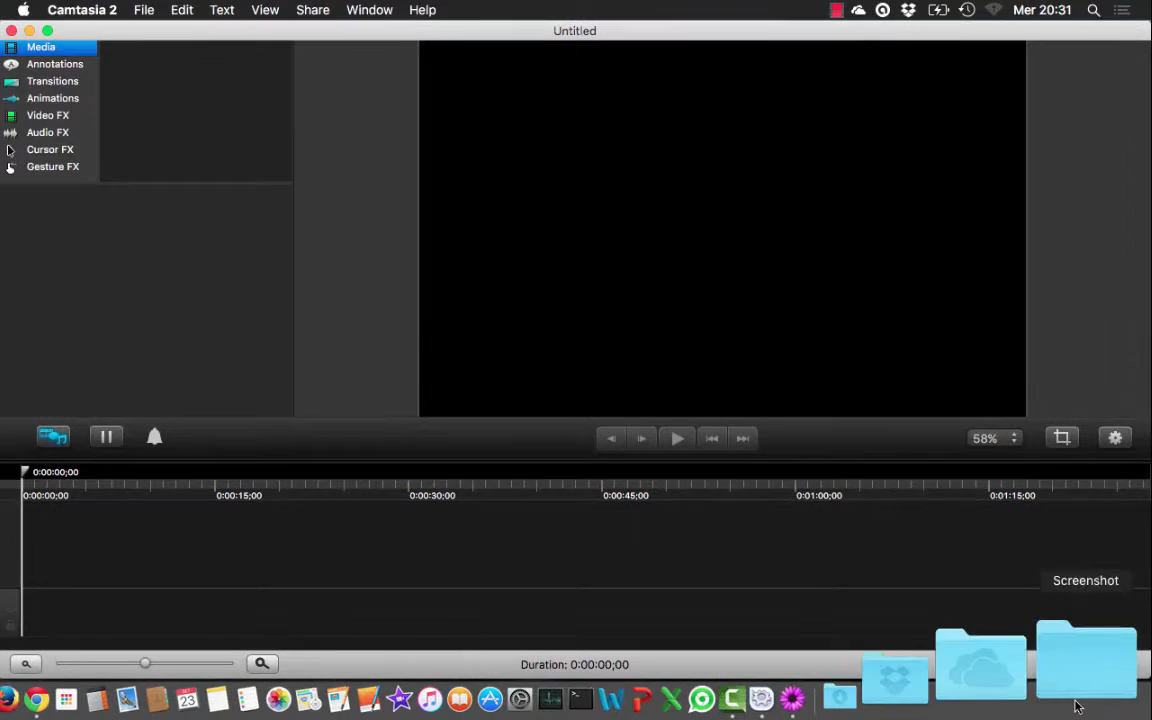 Camtasia 2 File Edit Text View Share Window Help Mer 20:31
Untitled
Media
Annotations
Transitions
Animations
Video FX
Audio FX
Cursor FX
Gesture FX
58%
0:00:00;00
0:00:00;00 0:00:15;00 0:00:30;00 0:00:45;00 0:01:00;00 0:01:15;00
Screenshot
Duration: 0:00:00;00
23